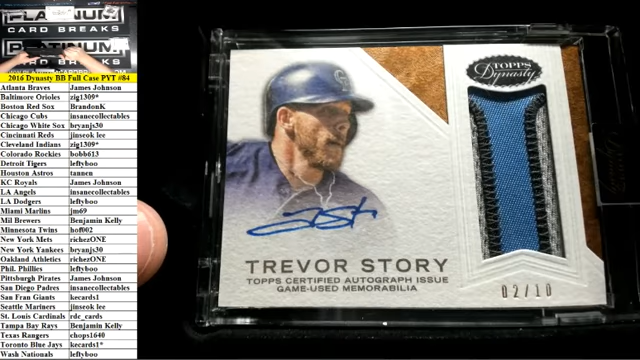 PLATINUM
CARD BREAKS
PLATINUM
CARD BREAKS
2016 Dynasty BB Full Case PYT #84
Atlanta Braves James Johnson
Baltimore Orioles zig1309*
Boston Red Sox BrandonK
Chicago Cubs insanecollectables
Chicago White Sox bryanjs30
Cincinnati Reds jinseok lee
Cleveland Indians zig1309*
Colorado Rockies bobb613
Detroit Tigers leftyboo
Houston Astros tannen
KC Royals James Johnson
LA Angels insanecollectables
LA Dodgers leftyboo
Miami Marlins jm69
Mil Brewers Benjamin Kelly
Minnesota Twins hoff002
New York Mets richezONE
New York Yankees bryanjs30
Oakland Athletics richezONE
Phil. Phillies leftyboo
Pittsburgh Pirates James Johnson
San Diego Padres insanecollectables
San Fran Giants kecards1
Seattle Mariners jinseok lee
St. Louis Cardinals rdc_cards
Tampa Bay Rays Benjamin Kelly
Texas Rangers chops1640
Toronto Blue Jays kecards1*
Wash Nationals leftyboo
TOPPS
Dynasty
TREVOR STORY
TOPPS CERTIFIED AUTOGRAPH ISSUE
GAME-USED MEMORABILIA
02/10